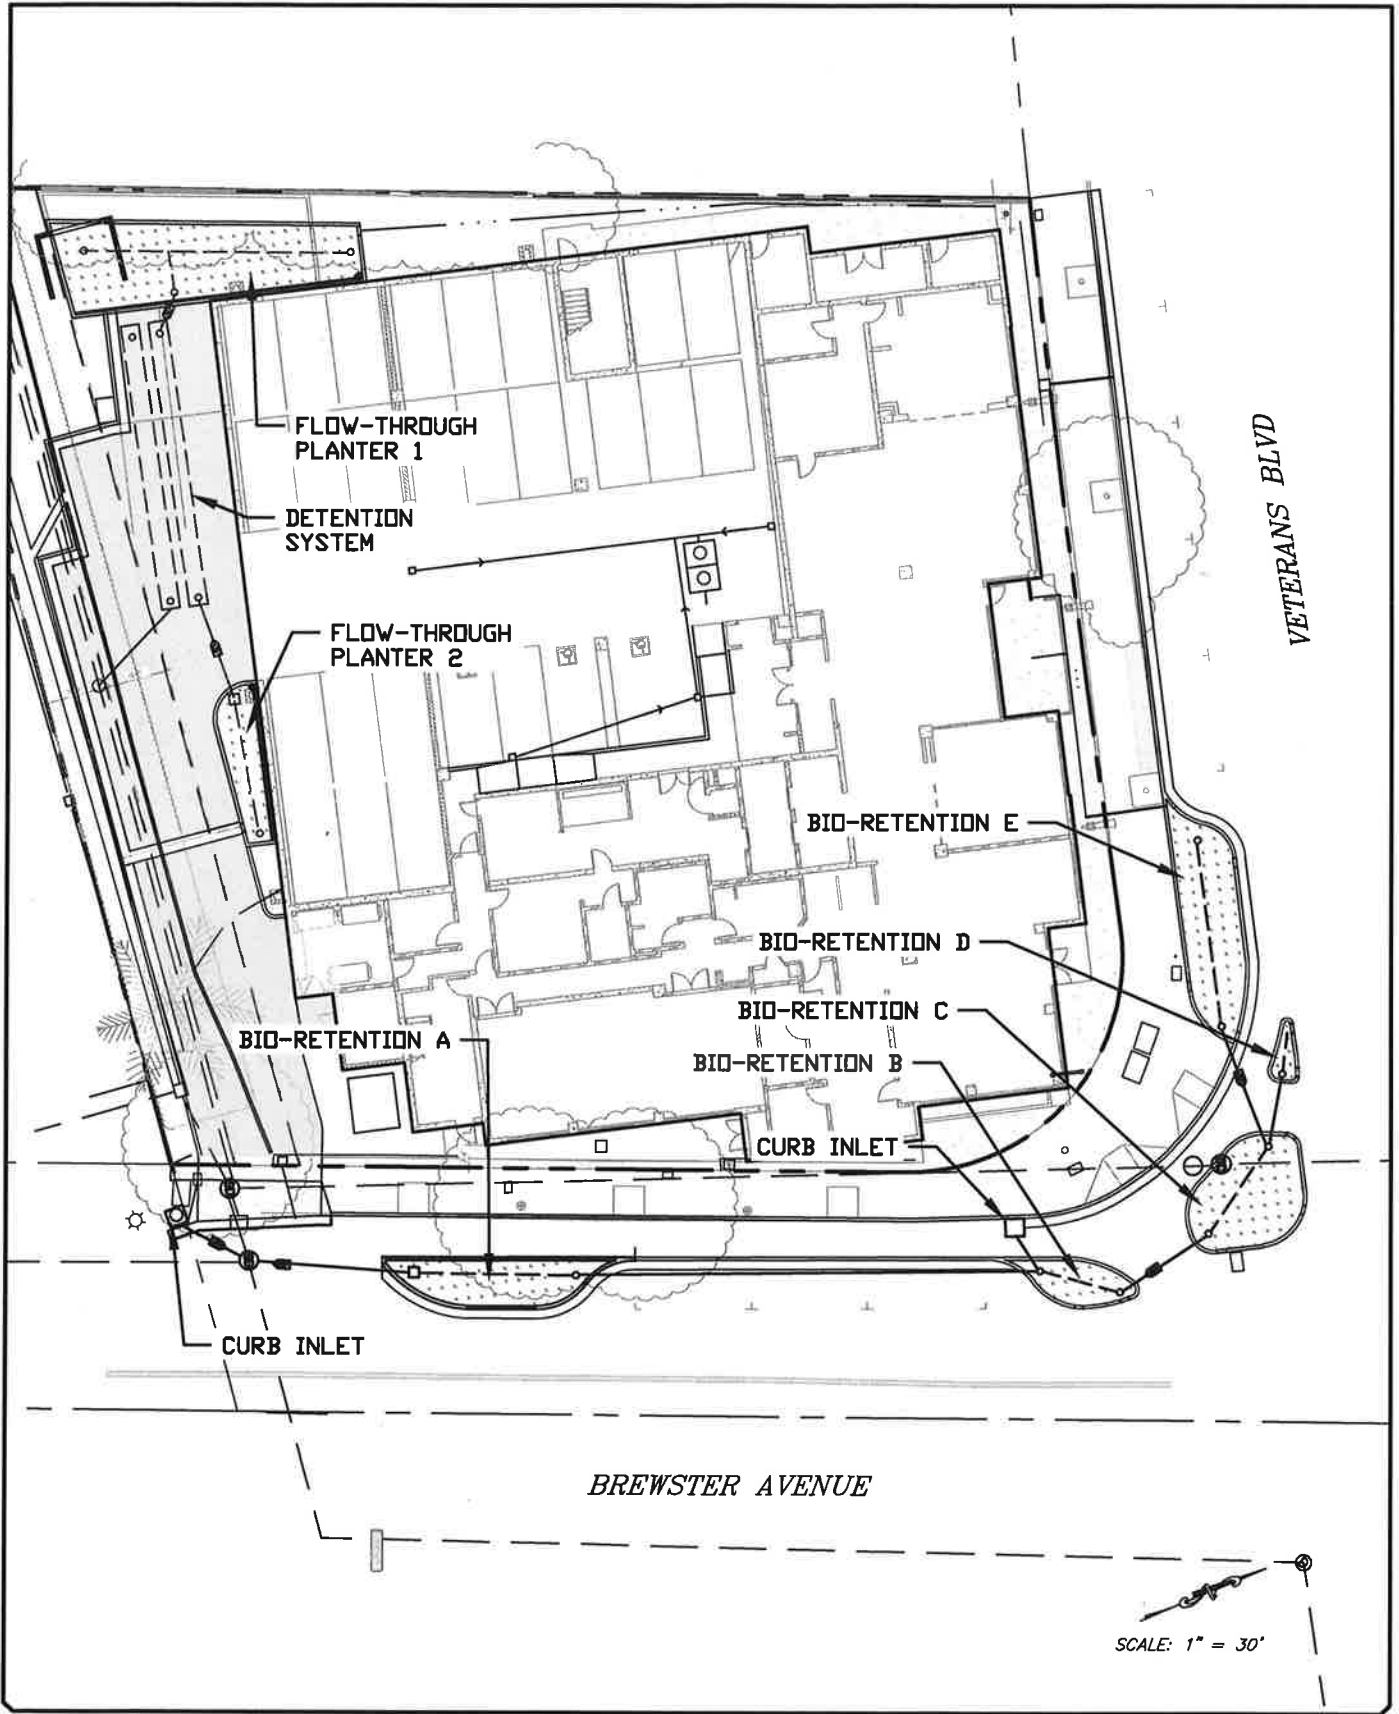 FLOW-THROUGH
PLANTER 1
DETENTION
SYSTEM
FLOW-THROUGH
PLANTER 2
VETERANS BLVD
BIO-RETENTION E
BIO-RETENTION D
BIO-RETENTION C
BIO-RETENTION A
BIO-RETENTION B
CURB INLET
CURB INLET
BREWSTER AVENUE
SCALE: 1" = 30'